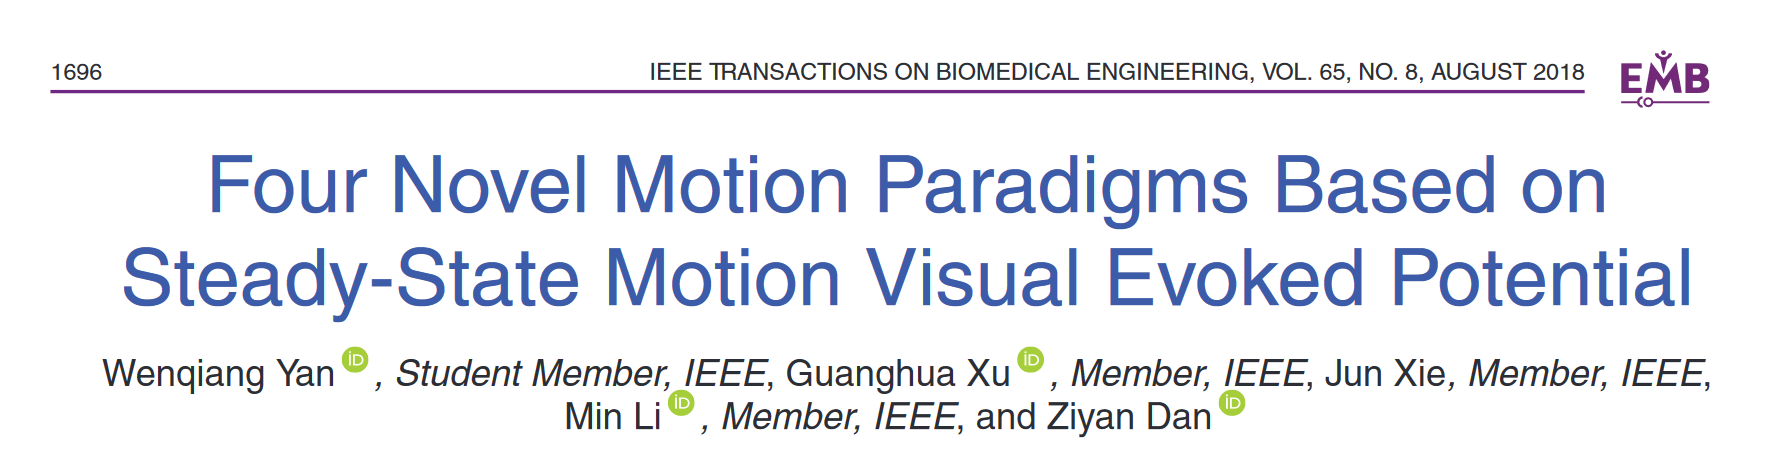 1696 IEEE TRANSACTIONS ON BIOMEDICAL ENGINEERING, VOL. 65, NO. 8, AUGUST 2018 EMB
Four Novel Motion Paradigms Based on
Steady-State Motion Visual Evoked Potential
Wenqiang Yan iD , Student Member, IEEE, Guanghua Xu iD , Member, IEEE, Jun Xie, Member, IEEE,
Min Li iD , Member, IEEE, and Ziyan Dan iD